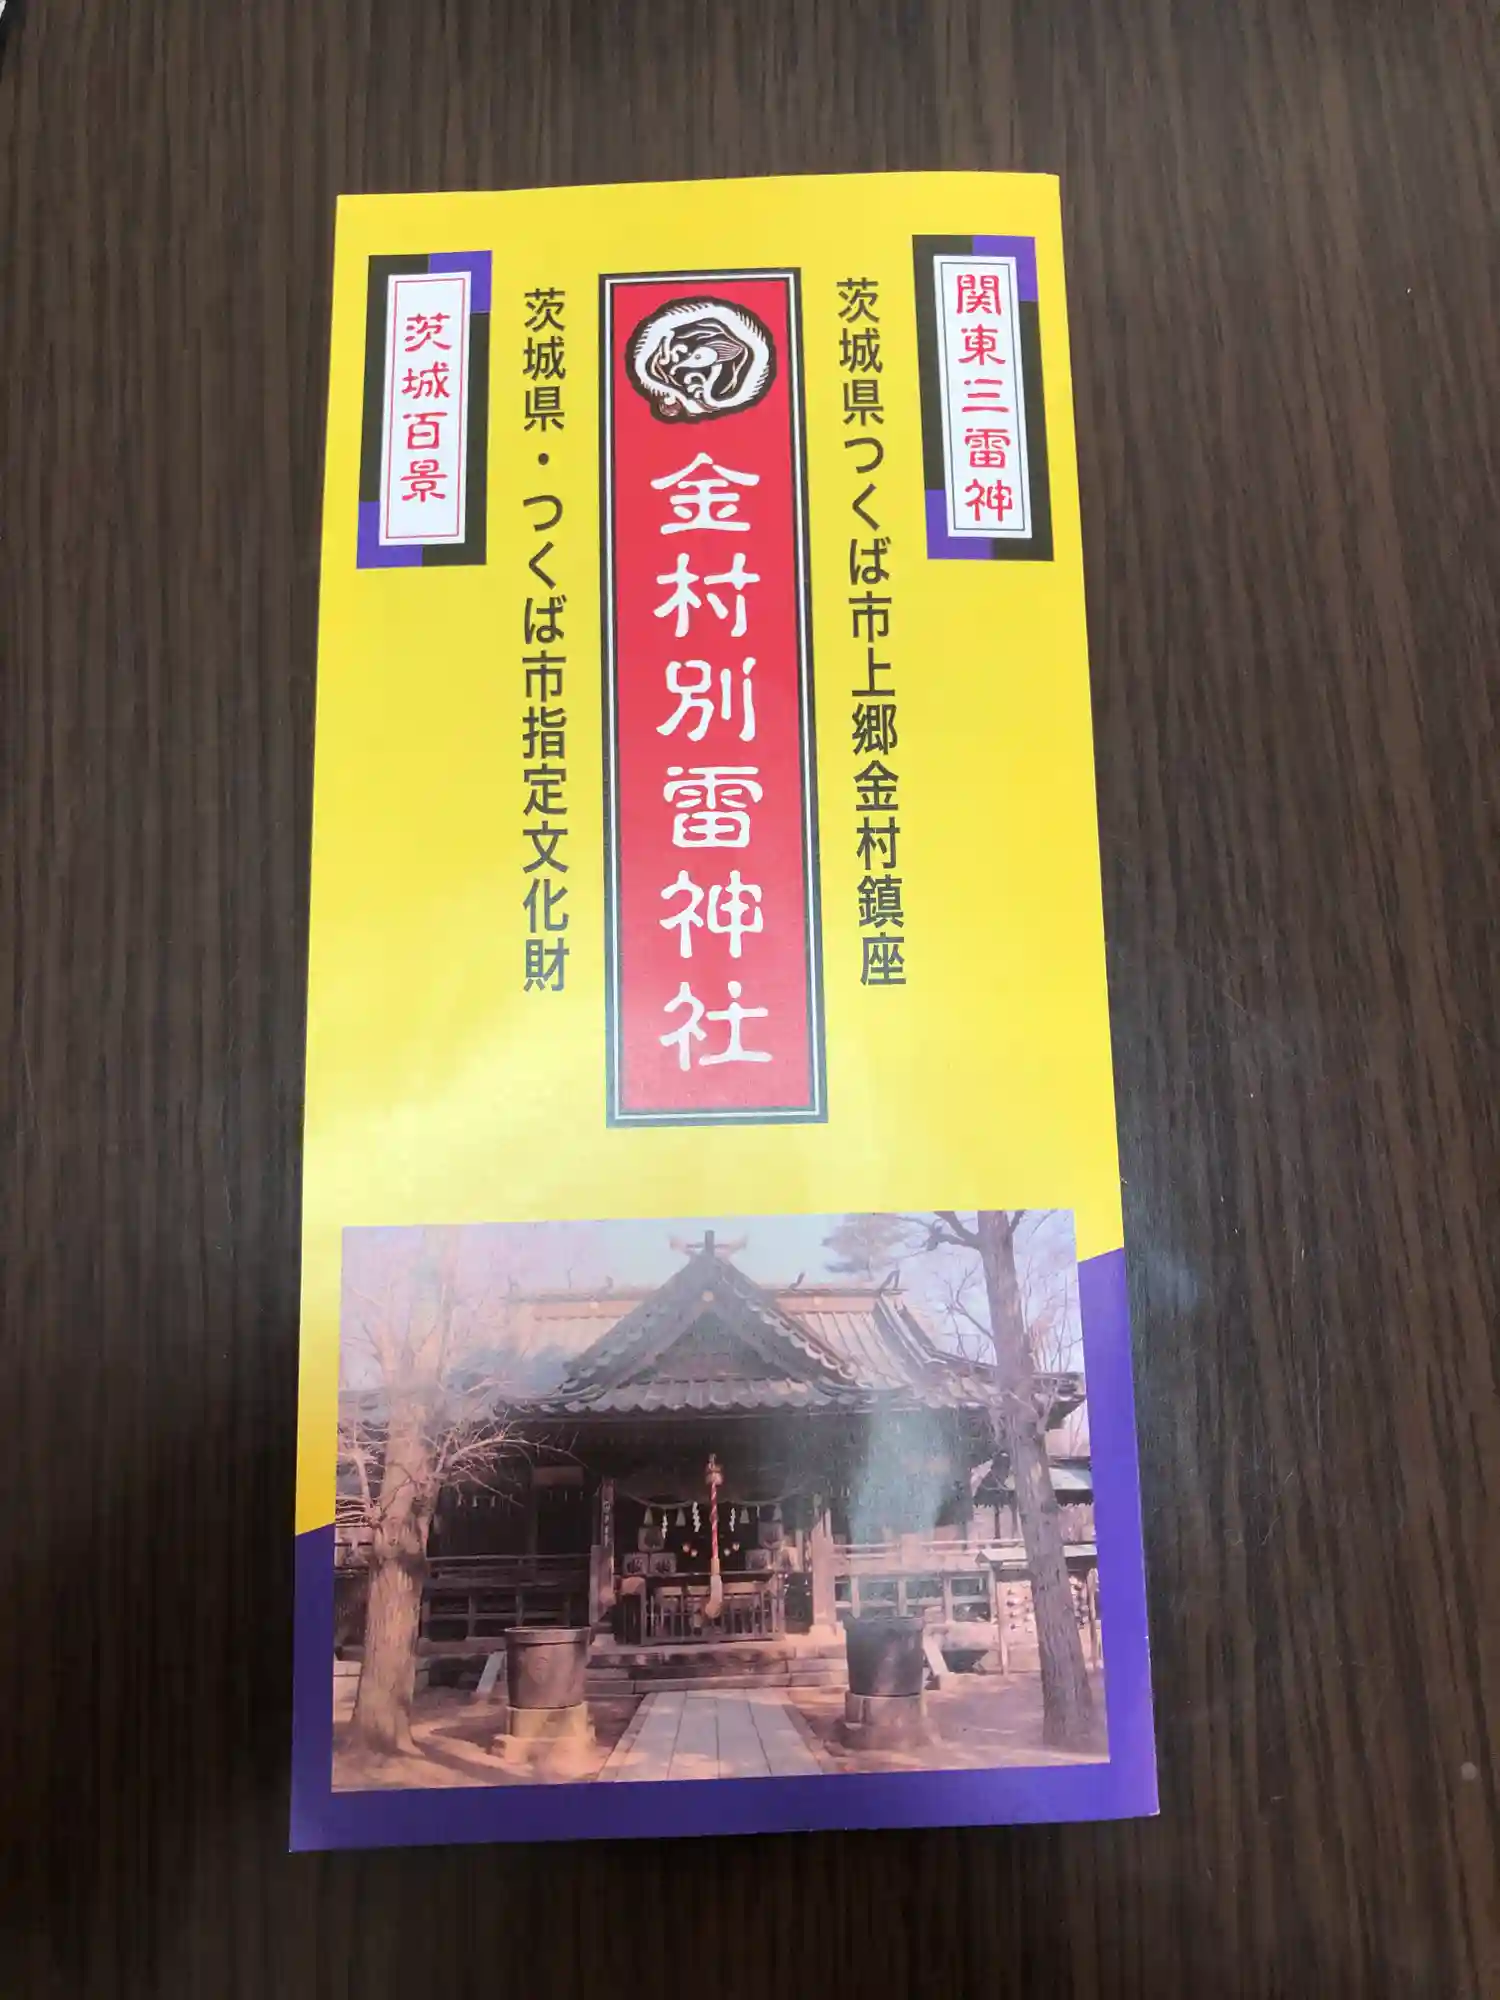 関東三雷神
茨城県つくば市上郷金村鎮座
金村別雷神社
茨城県・つくば市指定文化財
茨城百景